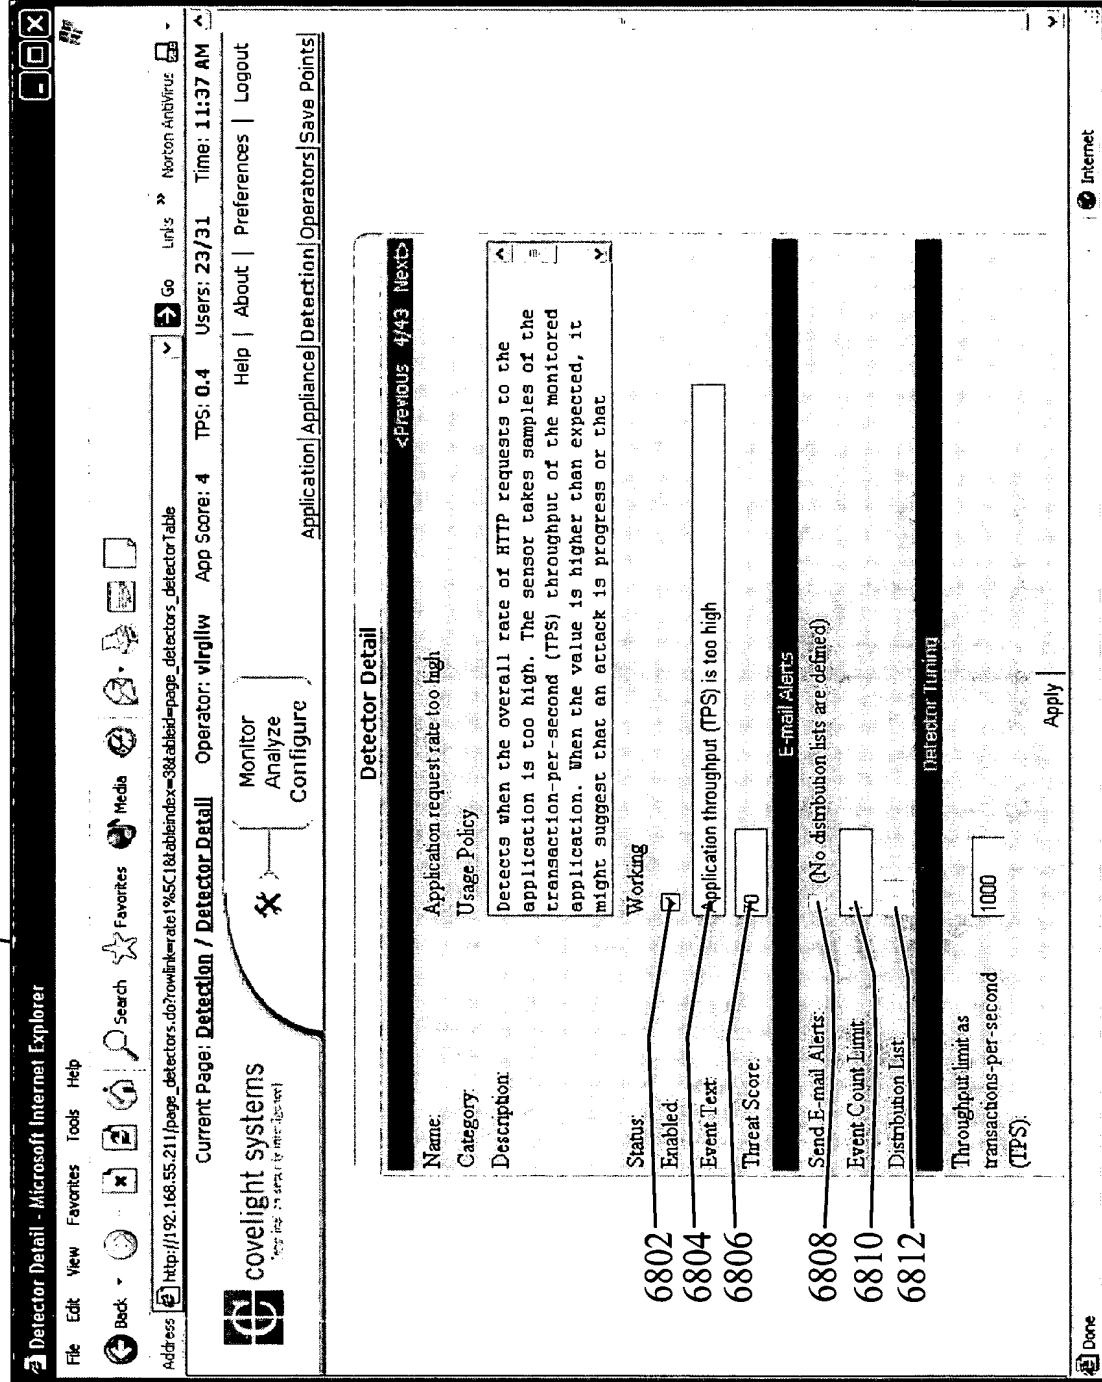 Detector Detail - Microsoft Internet Explorer
File Edit View Favorites Tools Help
Back Search Favorites Media
Address http://192.168.55.211/page_detectors.do?rowlink=rate1%5C1&tableindex=3&tableid=page_detectors_detectorTable Go Links » Norton AntiVirus
Current Page: Detection / Detector Detail Operator: virgilw App Score: 4 TPS: 0.4 Users: 23/31 Time: 11:37 AM
covelight systems
Monitor
Analyze
Configure
Help | About | Preferences | Logout
Application| Appliance| Detection| Operators| Save Points|
Detector Detail
<Previous 4/43 Next>
Name: Application request rate too high
Category: Usage Policy
Description: Detects when the overall rate of HTTP requests to the
application is too high. The sensor takes samples of the
transaction-per-second (TPS) throughput of the monitored
application. When the value is higher than expected, it
might suggest that an attack is progress or that
Status: Working
6802 Enabled:
6804 Event Text: Application throughput (TPS) is too high
6806 Threat Score: 70
E-mail Alerts
6808 Send E-mail Alerts: (No distribution lists are defined)
6810 Event Count Limit:
6812 Distribution List:
Detector Tuning
Throughput limit as
transactions-per-second
(TPS): 1000
Apply
Done Internet